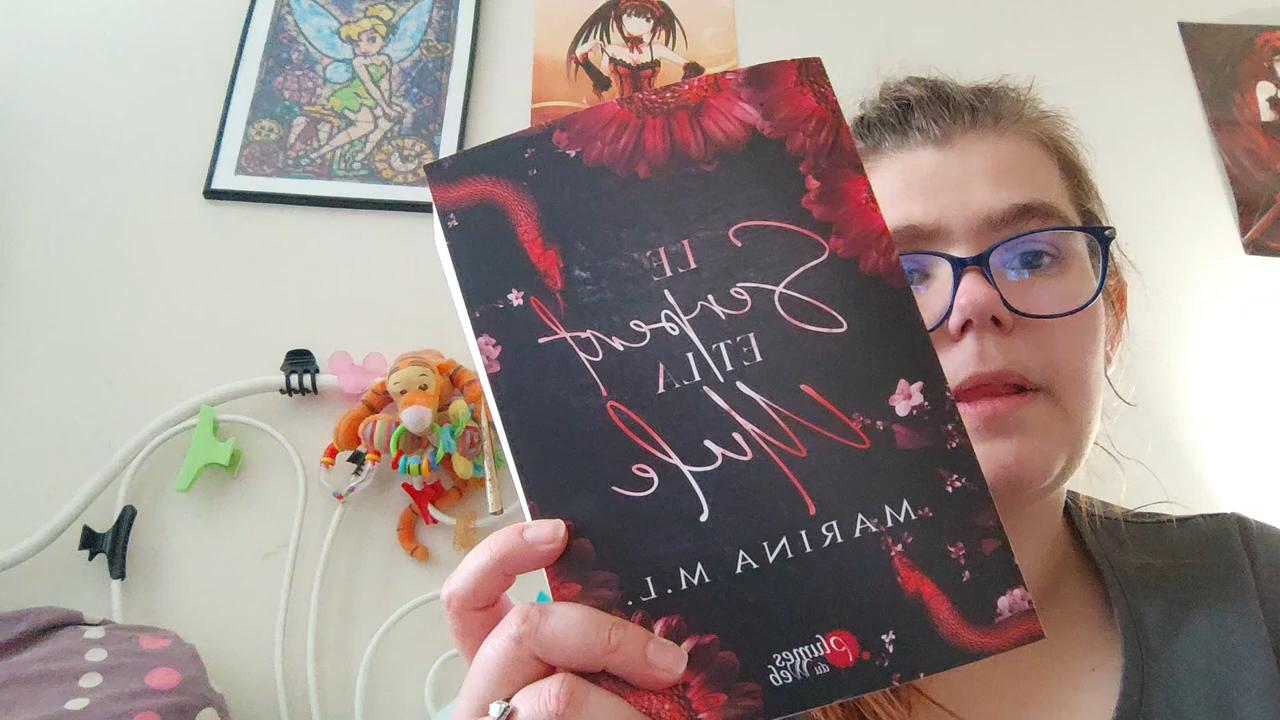 LE
Serpent
ET LA
Mule
MARINA M.L.
plumes
du Web